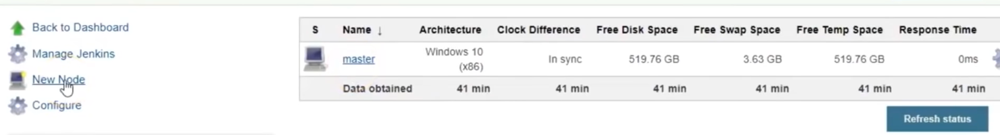 Back to Dashboard
Manage Jenkins
New Node
Configure
S Name ↓ Architecture Clock Difference Free Disk Space Free Swap Space Free Temp Space Response Time
master Windows 10 (x86) In sync 519.76 GB 3.63 GB 519.76 GB 0ms
Data obtained 41 min 41 min 41 min 41 min 41 min 41 min
Refresh status